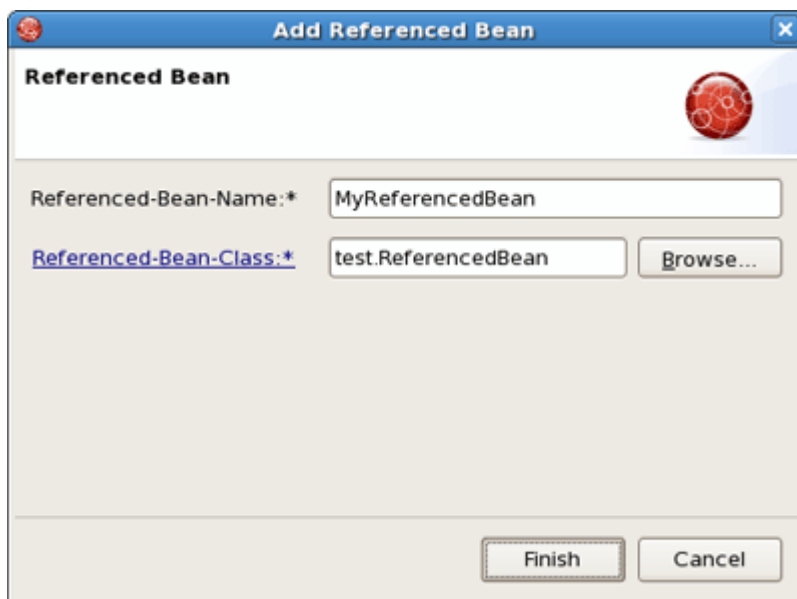 Add Referenced Bean
Referenced Bean
Referenced-Bean-Name:* MyReferencedBean
Referenced-Bean-Class:* test.ReferencedBean Browse...
Finish Cancel